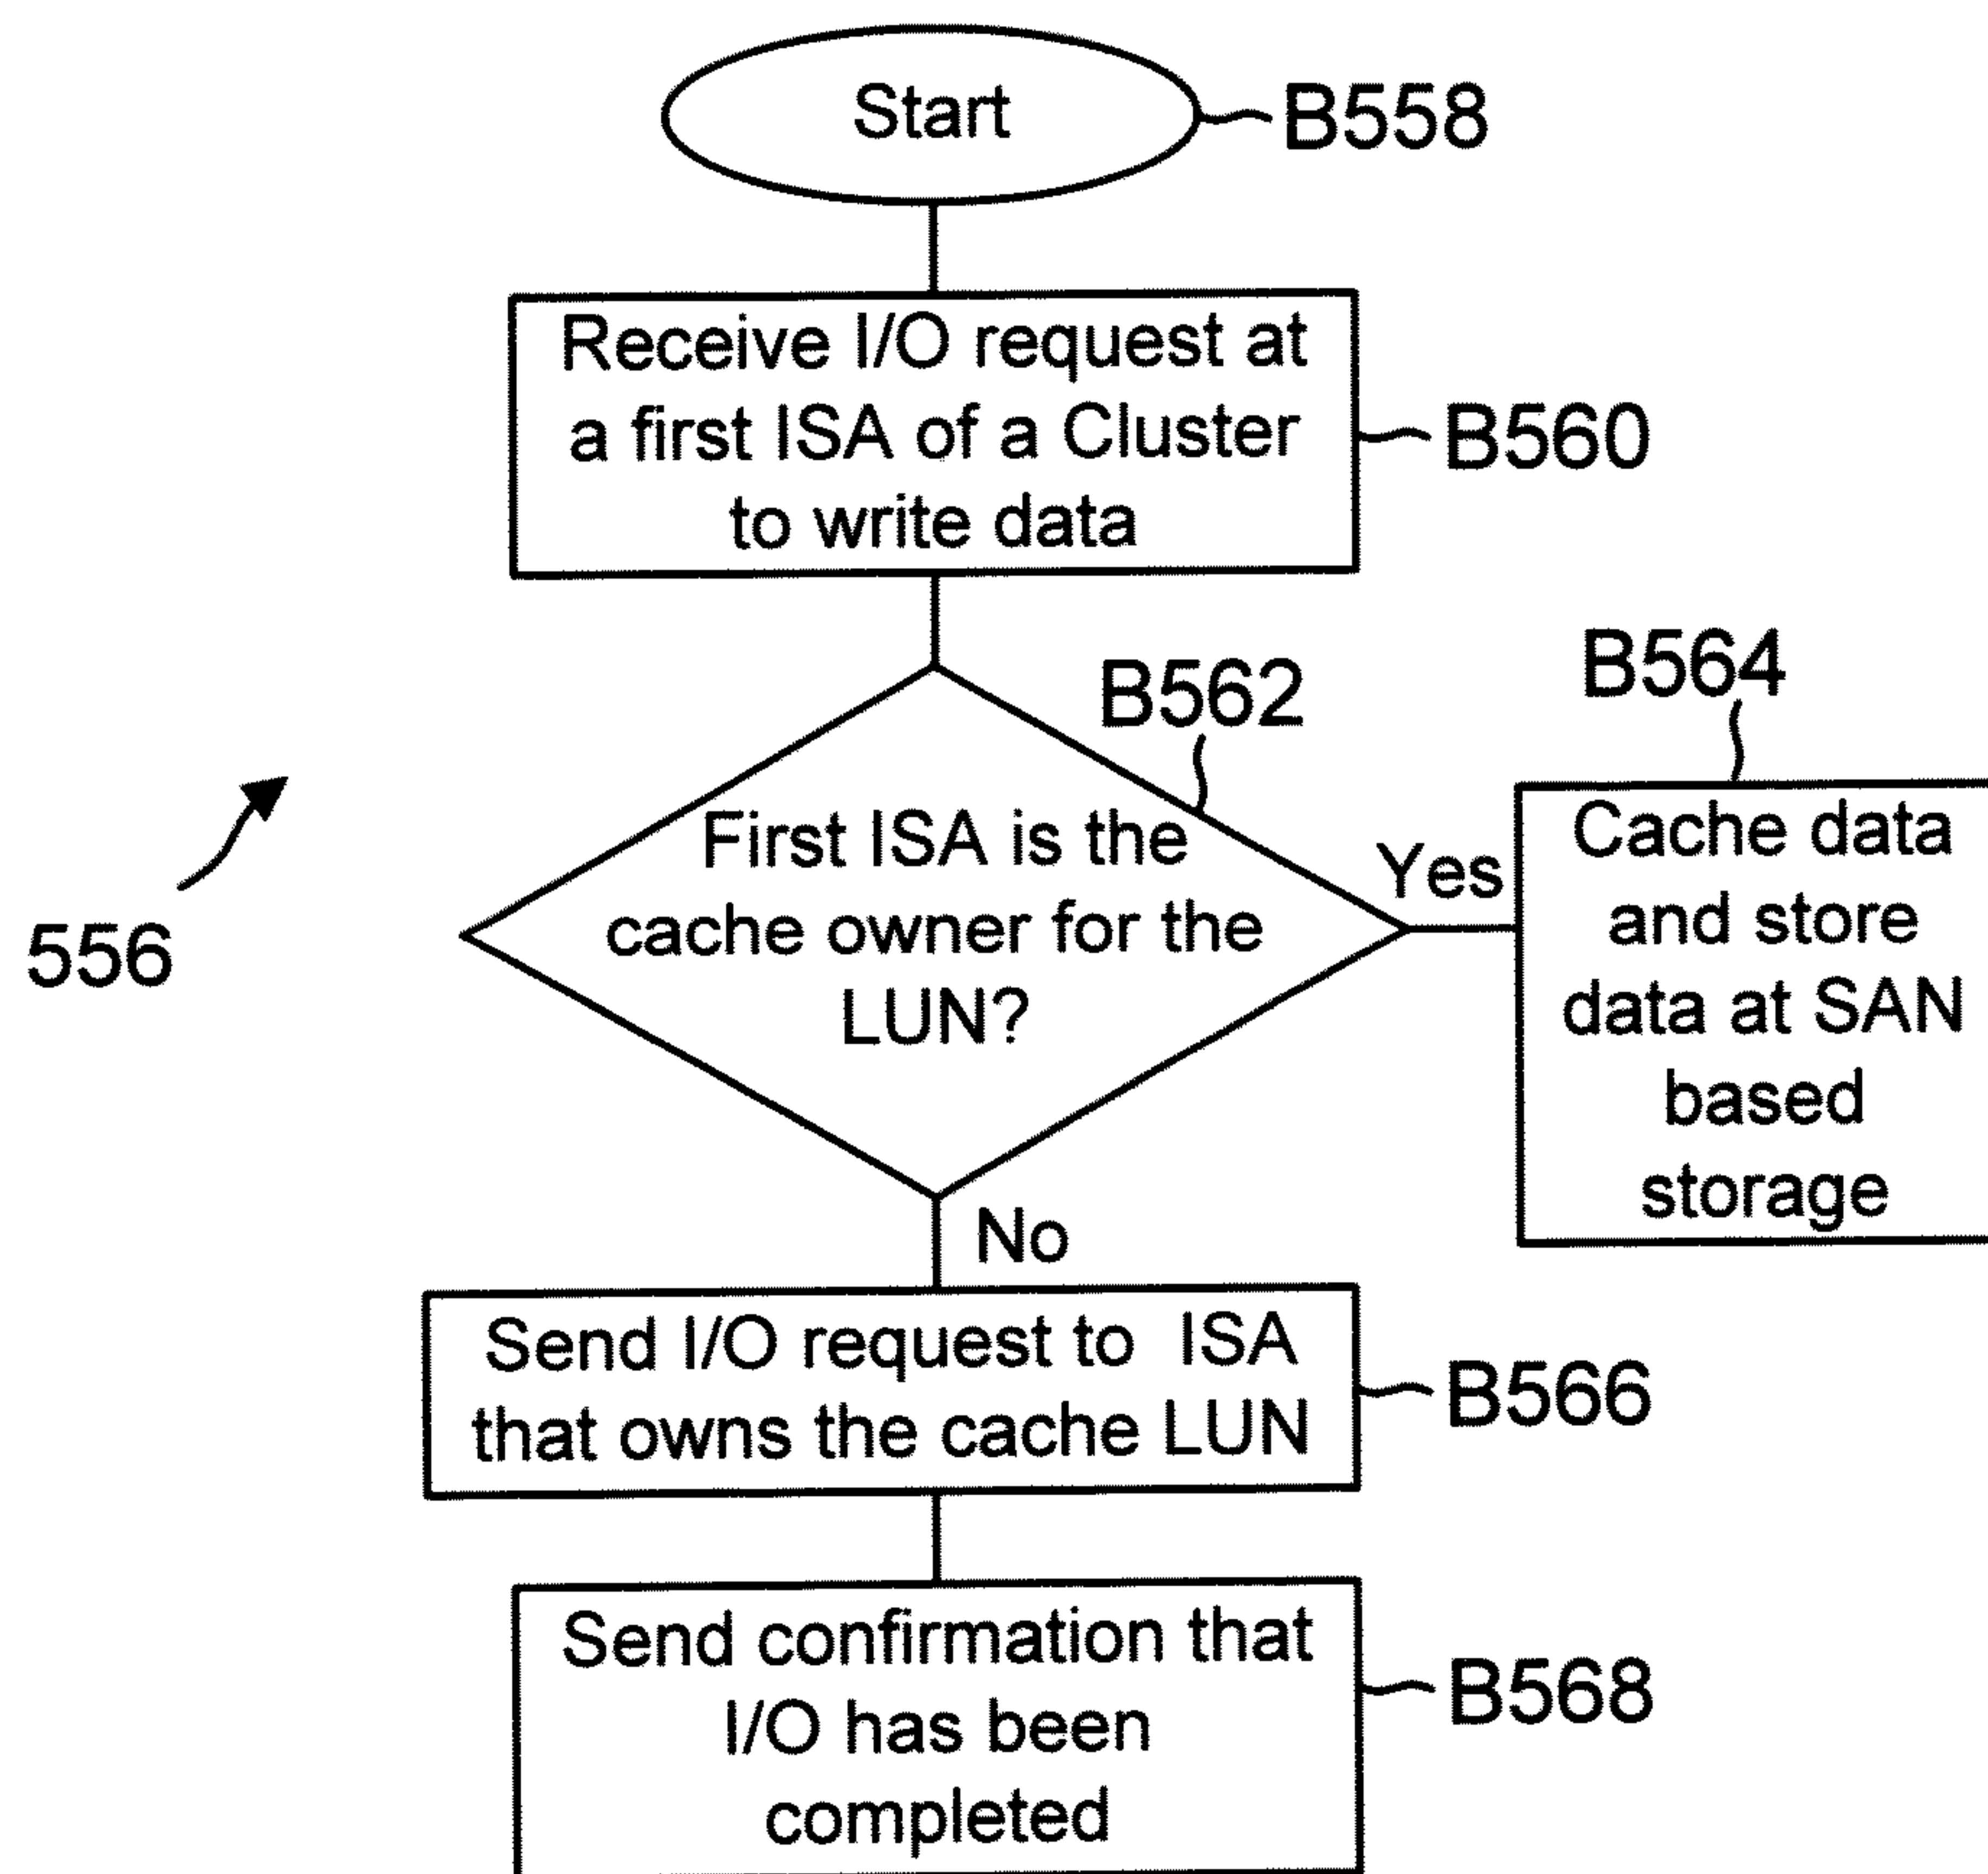 Start
B558
Receive I/O request at
a first ISA of a Cluster
to write data
B560
B562
First ISA is the
cache owner for the
LUN?
Yes
B564
Cache data
and store
data at SAN
based
storage
556
No
Send I/O request to ISA
that owns the cache LUN
B566
Send confirmation that
I/O has been
completed
B568